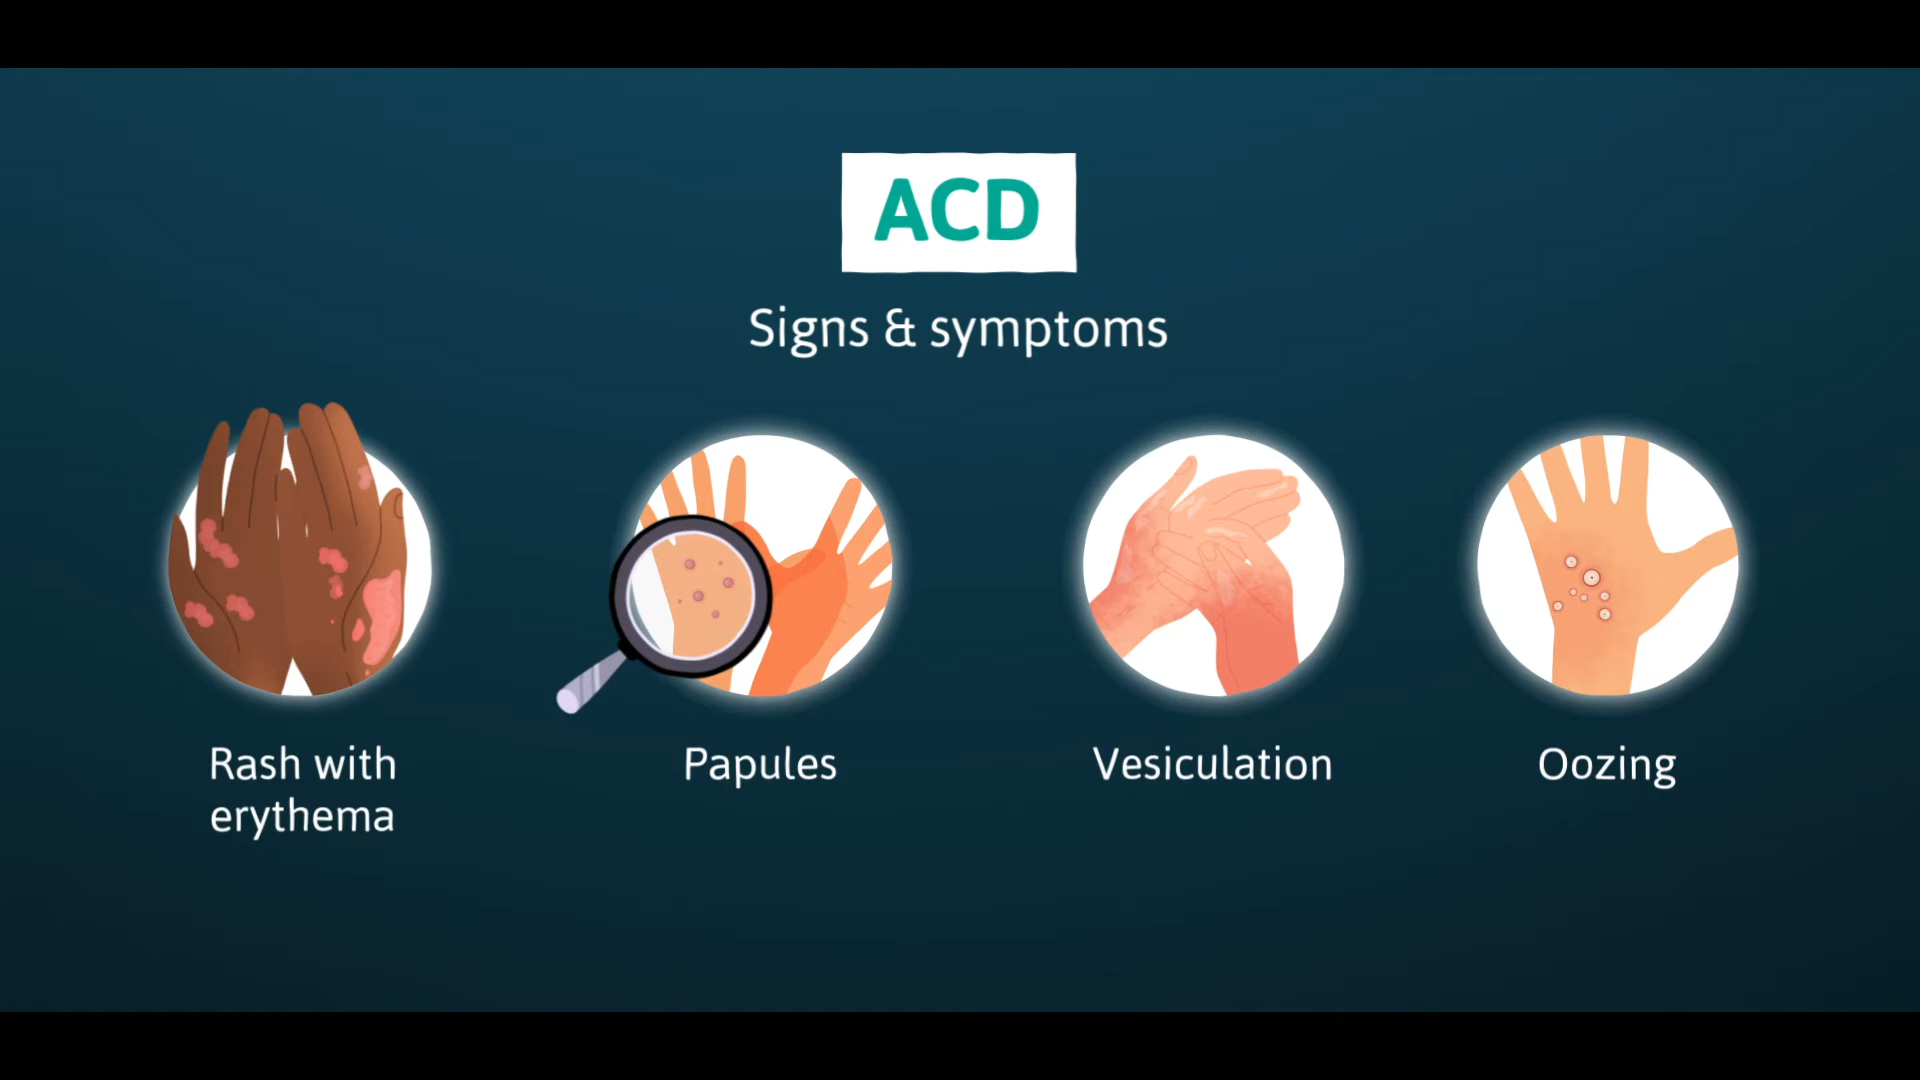 ACD
Signs & symptoms
Rash with
erythema
Papules
Vesiculation
Oozing